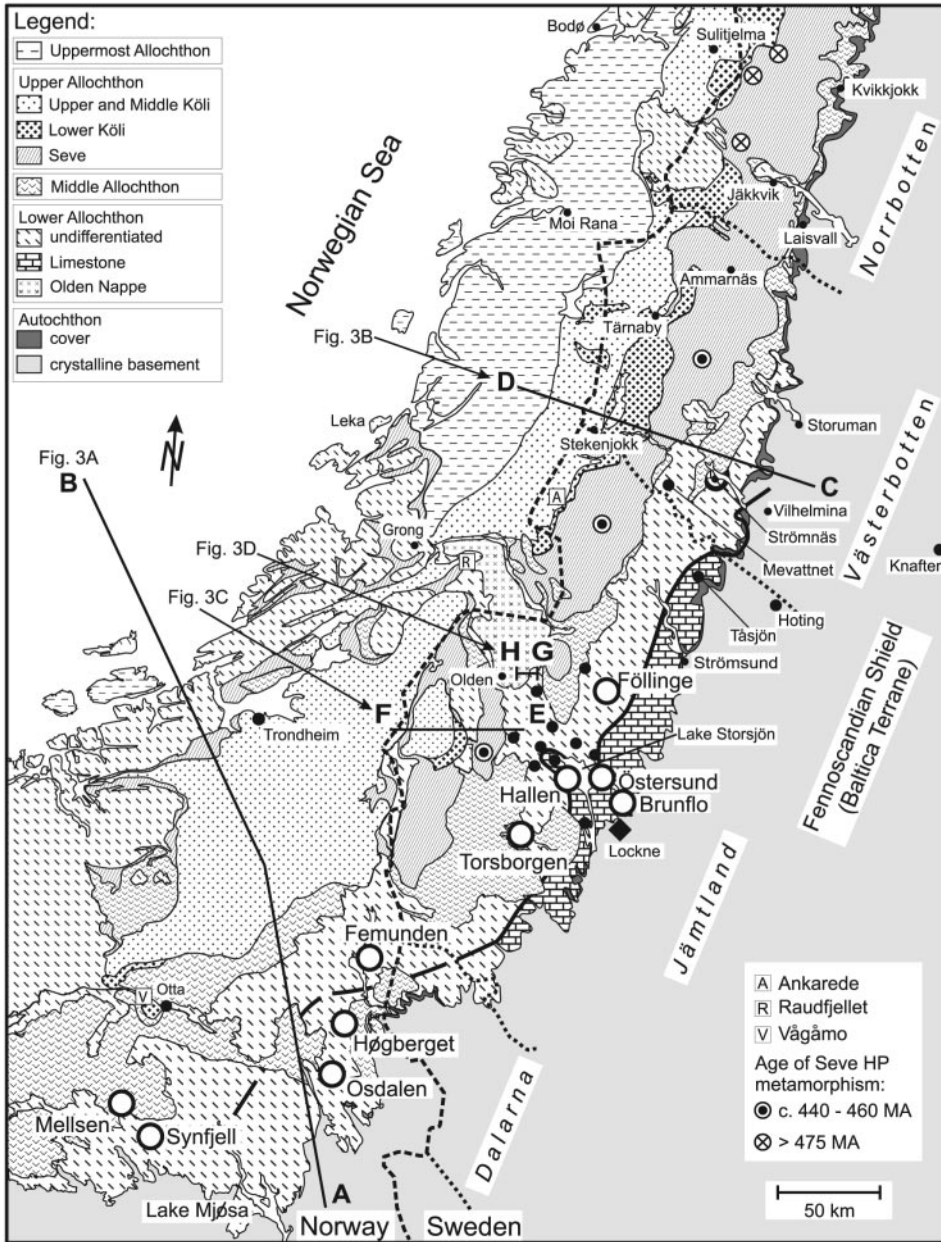 Legend:
Uppermost Allochthon
Upper Allochthon
Upper and Middle Köli
Lower Köli
Seve
Middle Allochthon
Lower Allochthon
undifferentiated
Limestone
Olden Nappe
Autochthon
cover
crystalline basement
Bodø
Sulitjelma
Kvikkjokk
Norwegian Sea
Jäkkvik
Moi Rana
Laisvall
Norrbotten
Ammarnäs
Tärnaby
Fig. 3B
D
Leka
Storuman
Stekenjokk
C
N
Fig. 3A
B
A
Vilhelmina
Strömnäs
Västerbotten
Grong
Fig. 3D
R
Mevattnet
Knaften
Fig. 3C
Hoting
Tåsjön
Strömsund
H G
Olden
Föllinge
F
E
Trondheim
Lake Storsjön
Fennoscandian Shield
(Baltica Terrane)
Hallen
Östersund
Brunflo
Torsborgen
Lockne
Jämtland
Femunden
V
Otta
Høgberget
Osdalen
Mellsen
Synfjell
Dalarna
Lake Mjøsa
A
Norway
Sweden
A Ankarede
R Raudfjellet
V Vågåmo
Age of Seve HP
metamorphism:
c. 440 - 460 MA
> 475 MA
50 km